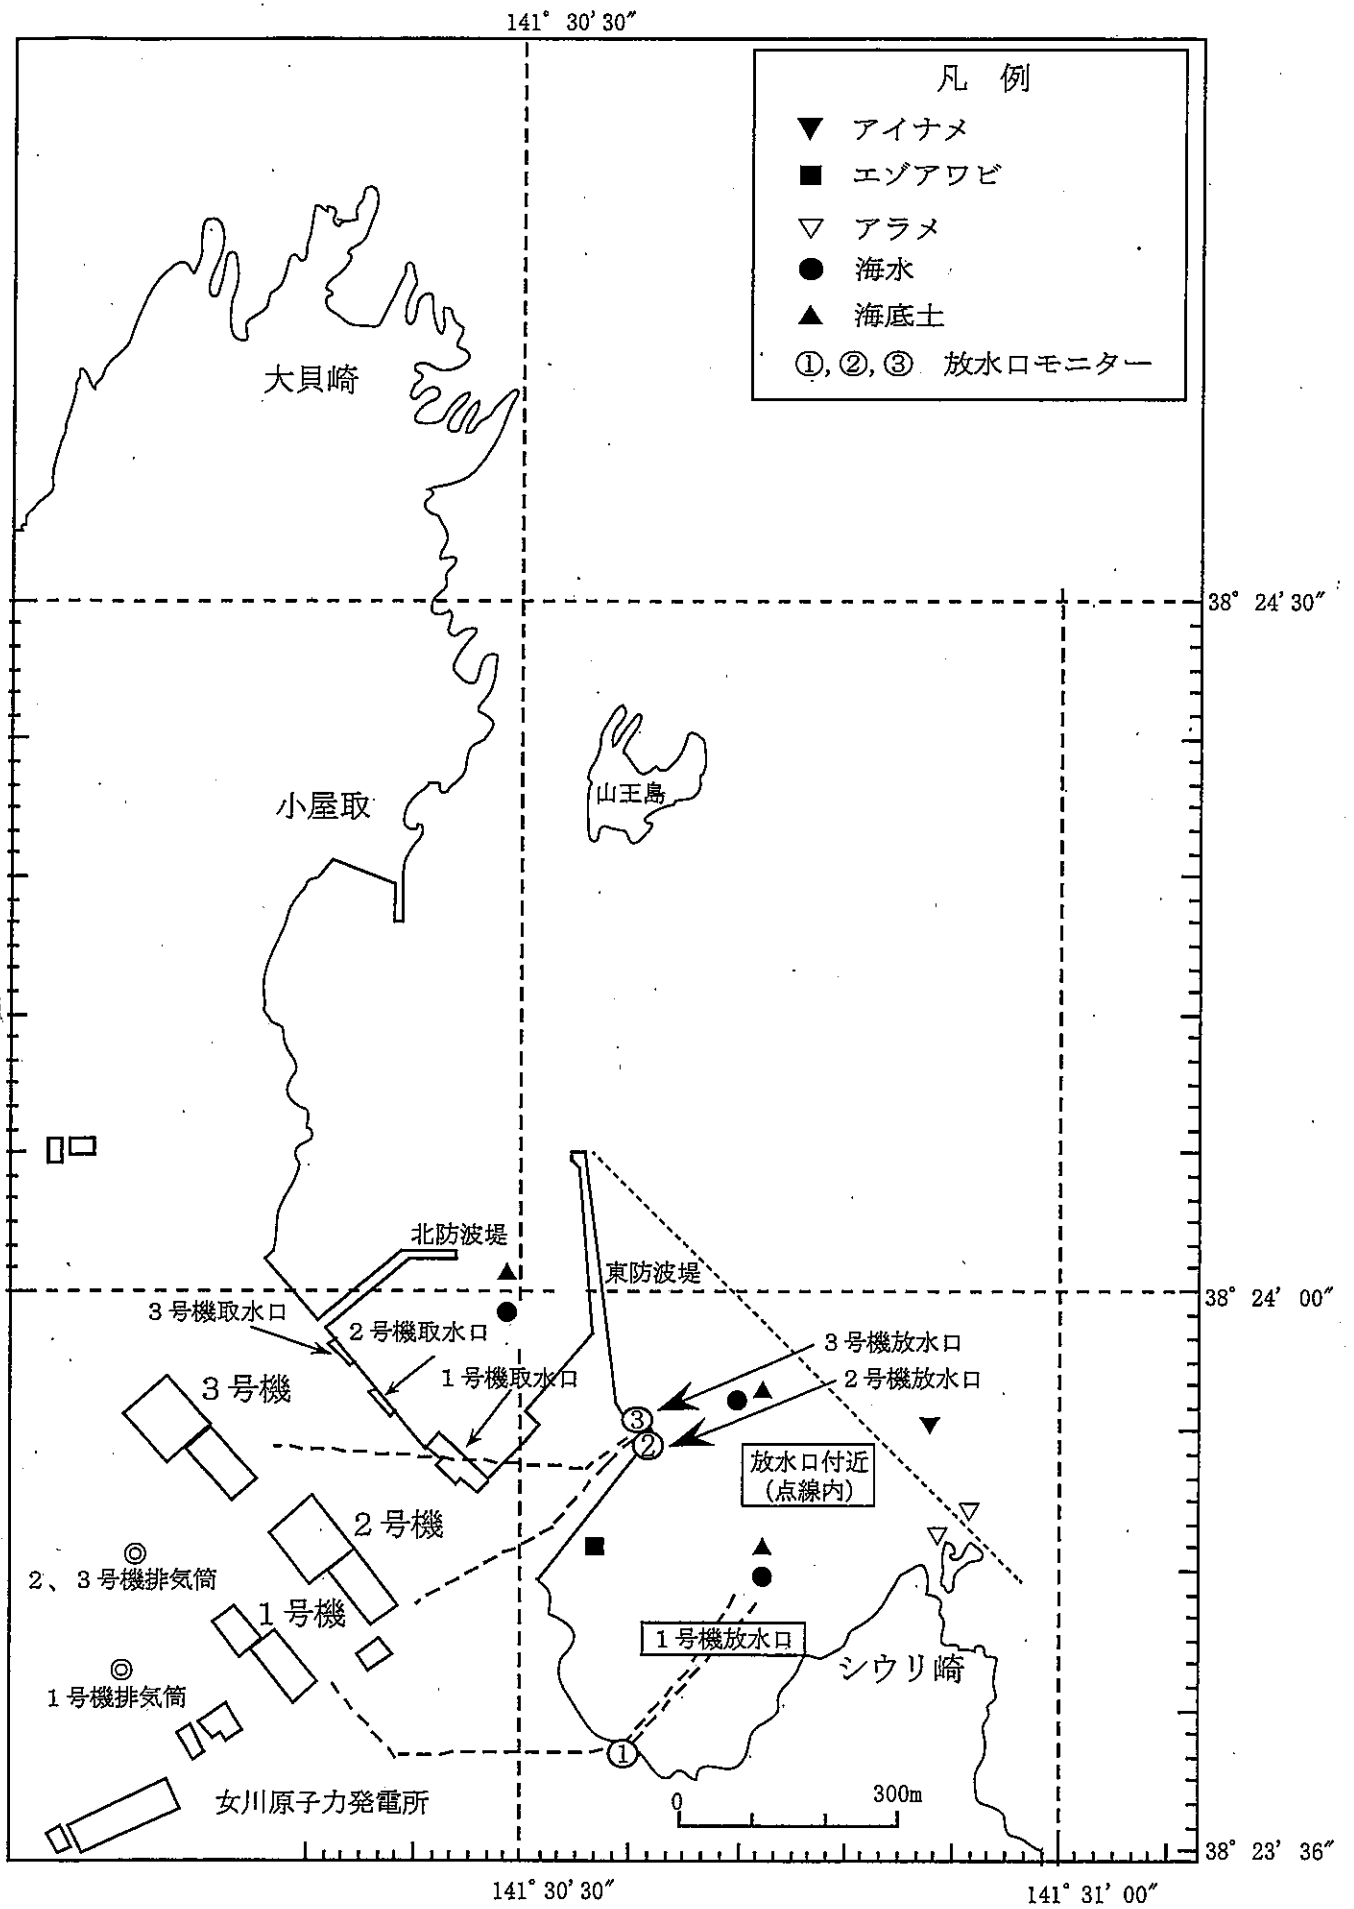 141° 30′30″
凡 例
▼ アイナメ
■ エゾアワビ
▽ アラメ
● 海水
▲ 海底土
①,②,③ 放水口モニター
大貝崎
38° 24′30″
山王島
小屋取
北防波堤
東防波堤
38° 24′00″
3号機取水口
2号機取水口
3号機放水口
1号機取水口
2号機放水口
3号機
③
②
放水口付近
(点線内)
2号機
2、3号機排気筒
1号機
1号機放水口
シウリ崎
1号機排気筒
①
女川原子力発電所
0
300m
38° 23′36″
141° 30′30″
141° 31′00″